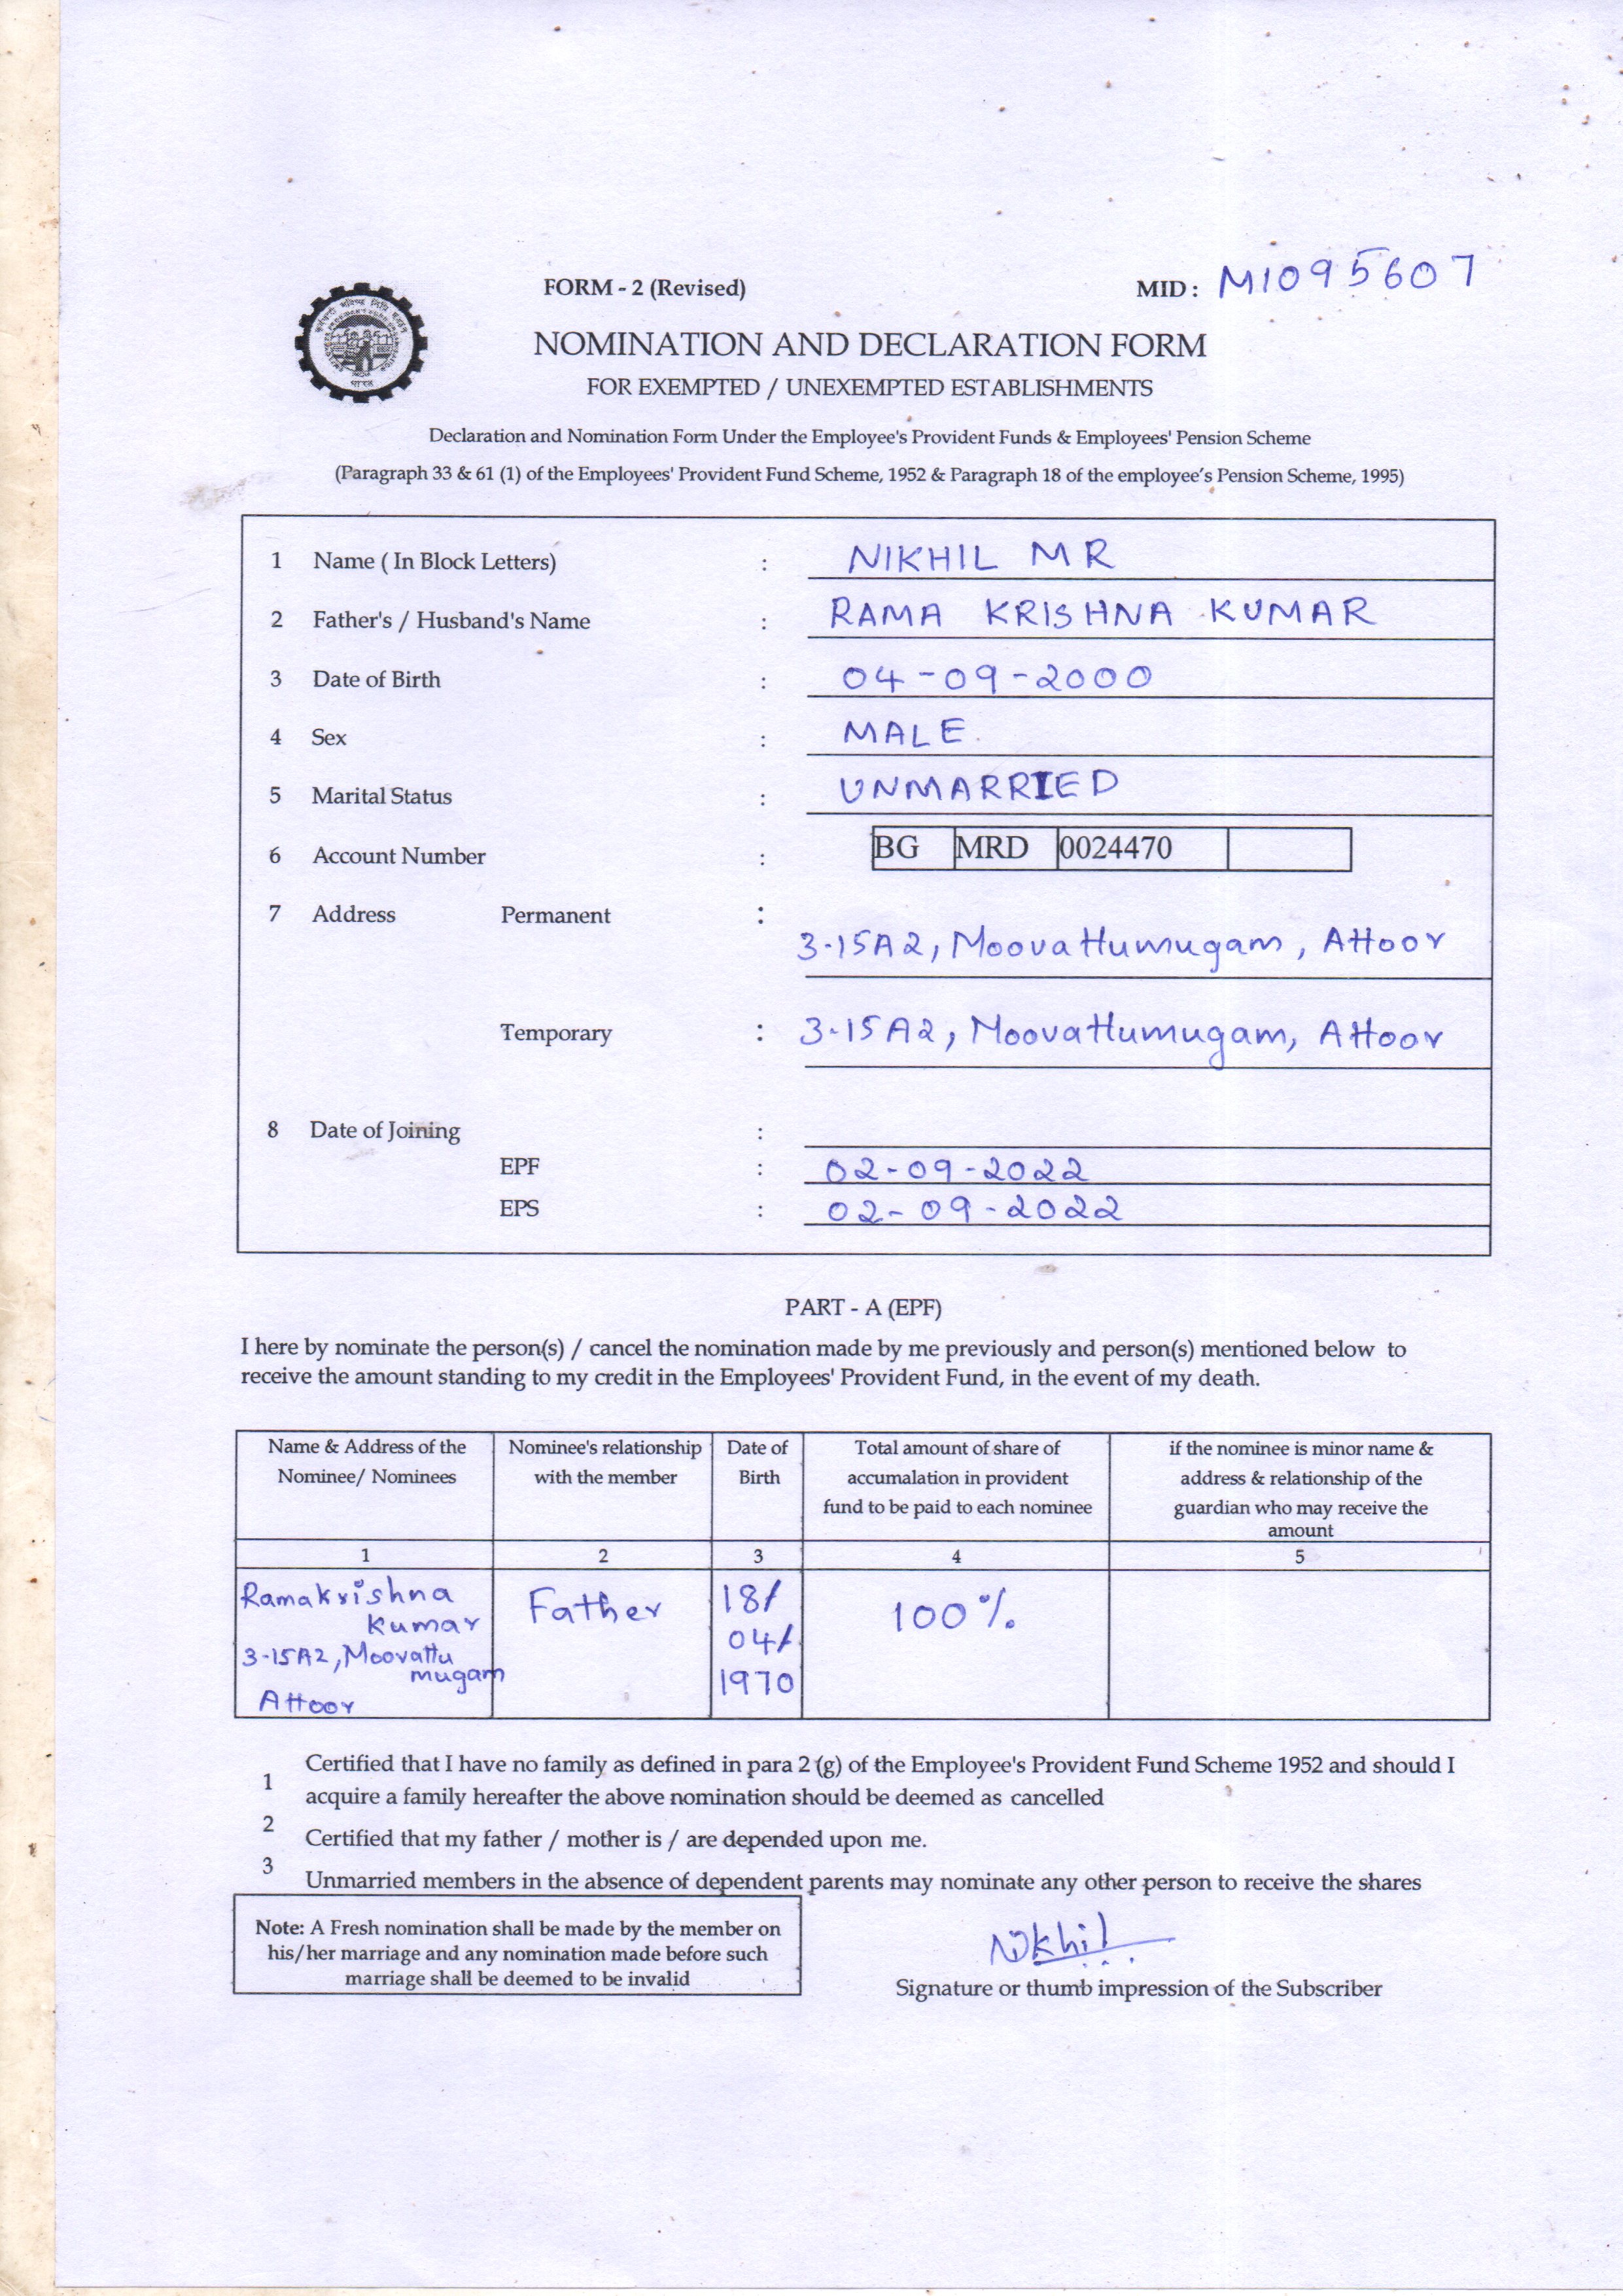 FORM - 2 (Revised)
MID : M1095607
NOMINATION AND DECLARATION FORM
FOR EXEMPTED / UNEXEMPTED ESTABLISHMENTS
Declaration and Nomination Form Under the Employee's Provident Funds & Employees' Pension Scheme
(Paragraph 33 & 61 (1) of the Employees' Provident Fund Scheme, 1952 & Paragraph 18 of the employee's Pension Scheme, 1995)
1 Name ( In Block Letters) : NIKHIL M R
2 Father's / Husband's Name : RAMA KRISHNA KUMAR
3 Date of Birth : 04-09-2000
4 Sex : MALE.
5 Marital Status : UNMARRIED
6 Account Number : BG MRD 0024470
7 Address Permanent :
3-15A2, Moovattumugam, Attoor
Temporary : 3-15A2, Moovattumugam, Attoor
8 Date of Joining :
EPF : 02-09-2022
EPS : 02-09-2022
PART - A (EPF)
I here by nominate the person(s) / cancel the nomination made by me previously and person(s) mentioned below to
receive the amount standing to my credit in the Employees' Provident Fund, in the event of my death.
Name & Address of the
Nominee/ Nominees
Nominee's relationship
with the member
Date of
Birth
Total amount of share of
accumalation in provident
fund to be paid to each nominee
if the nominee is minor name &
address & relationship of the
guardian who may receive the
amount
1 2 3 4 5
Ramakrishna
Kumar
3-15A2, Moovattu
mugam
Attoor
Father
18/
04/
1970
100%
1 Certified that I have no family as defined in para 2 (g) of the Employee's Provident Fund Scheme 1952 and should I
acquire a family hereafter the above nomination should be deemed as cancelled
2 Certified that my father / mother is / are depended upon me.
3 Unmarried members in the absence of dependent parents may nominate any other person to receive the shares
Note: A Fresh nomination shall be made by the member on
his/her marriage and any nomination made before such
marriage shall be deemed to be invalid
Nikhil
Signature or thumb impression of the Subscriber